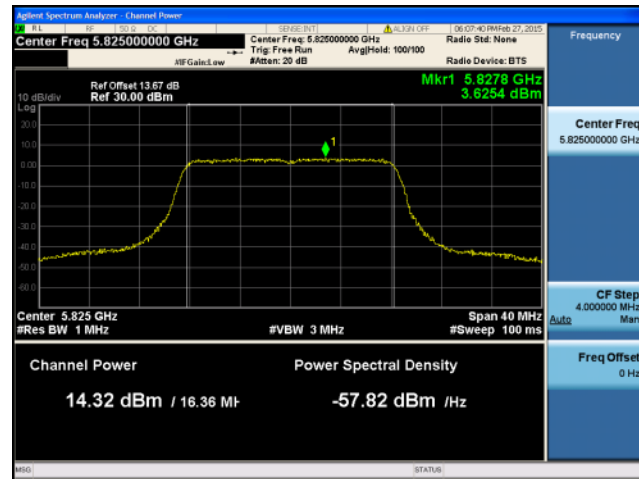 Agilent Spectrum Analyzer - Channel Power
RL RF 50 Ω DC SENSE:INT ALIGN OFF 06:07:40 PM Feb 27, 2015
Center Freq 5.825000000 GHz Center Freq: 5.825000000 GHz Radio Std: None Frequency
Trig: Free Run Avg|Hold: 100/100
#IFGain:Low #Atten: 20 dB Radio Device: BTS
Mkr1 5.8278 GHz
Ref Offset 13.67 dB
10 dB/div Ref 30.00 dBm 3.6254 dBm
Log
20.0
1
10.0
0.00
-10.0
-20.0
-30.0
-40.0
-50.0
-60.0
Center Freq
5.825000000 GHz
Center 5.825 GHz Span 40 MHz
#Res BW 1 MHz #VBW 3 MHz #Sweep 100 ms
CF Step
4.000000 MHz
Auto Man
Channel Power Power Spectral Density
14.32 dBm / 16.36 MH -57.82 dBm /Hz
Freq Offset
0 Hz
MSG STATUS